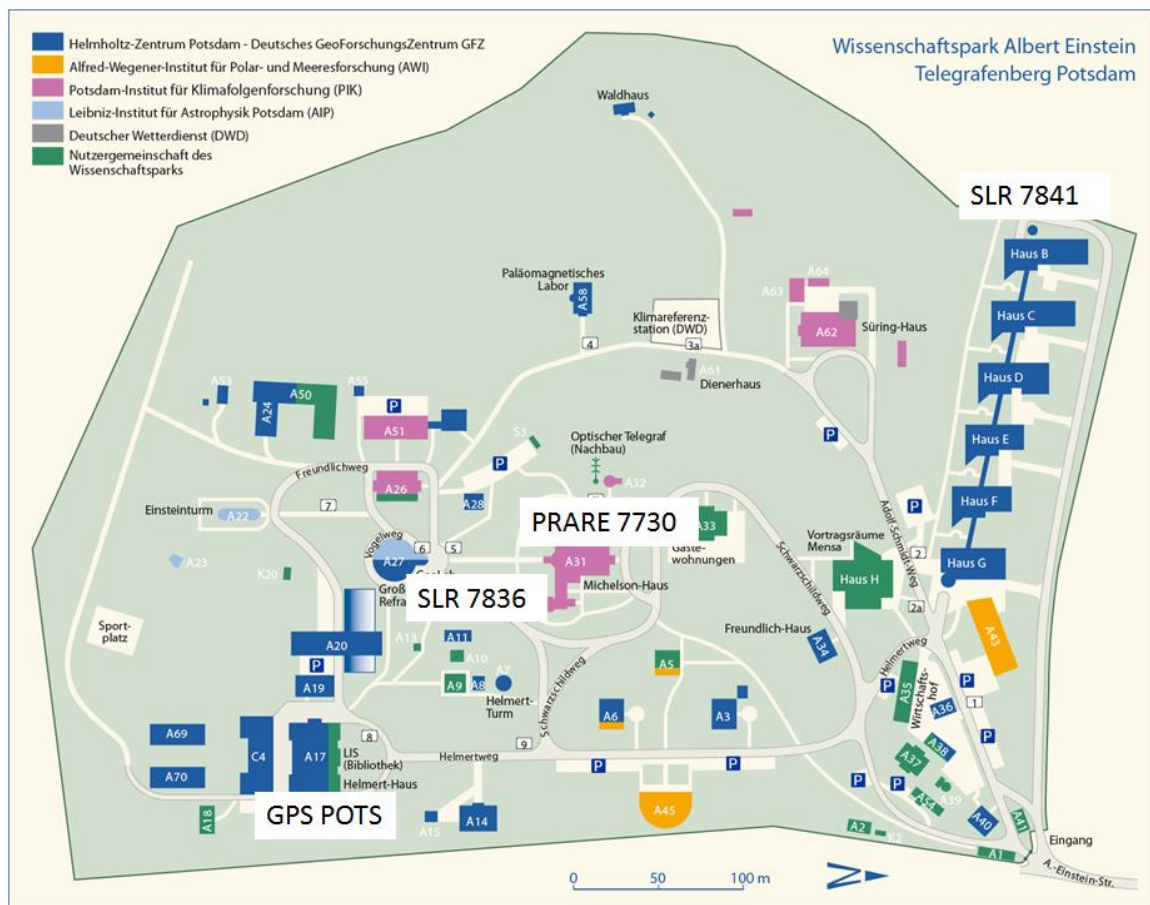 Helmholtz-Zentrum Potsdam - Deutsches GeoForschungsZentrum GFZ
Alfred-Wegener-Institut für Polar- und Meeresforschung (AWI)
Potsdam-Institut für Klimafolgenforschung (PIK)
Leibniz-Institut für Astrophysik Potsdam (AIP)
Deutscher Wetterdienst (DWD)
Nutzergemeinschaft des
Wissenschaftsparks
Wissenschaftspark Albert Einstein
Telegrafenberg Potsdam
Waldhaus
SLR 7841
Haus B
Paläomagnetisches
Labor
A58
A64
A63
Klimareferenz-
station (DWD)
3a
4
A62
Süring-Haus
Haus C
A61
Dienerhaus
Haus D
A53
A50
A55
A24
P
A51
S3
P
Optischer Telegraf
(Nachbau)
P
Haus E
P
Freundlichweg
A26
A28
A32
Haus F
P
Einsteinturm
A22
7
Vogelweg
6
5
PRARE 7730
A33
Gäste-
wohnungen
Schwarzschildweg
Adolf-Schmidt-Weg
Vortragsräume
Mensa
2
Haus G
A23
K20
A27
Groß
Refra
SLR 7836
A31
Michelson-Haus
Haus H
2a
Sport-
platz
A20
P
A13
A11
A10
A7
Freundlich-Haus
A34
Helmertweg
A43
A19
A9
A8
Helmert-
Turm
Schwarzschildweg
A5
P
A35
Wirtschafts-
hof
A36
P
1
A69
C4
A17
LIS
(Bibliothek)
Helmert-Haus
8
Helmertweg
9
A6
A3
P
P
A38
P
A37
A70
GPS POTS
A18
A15
A14
A45
P
P
A54
A39
A40
A41
A2
K2
A1
Eingang
A.-Einstein-Str.
0
50
100 m
N